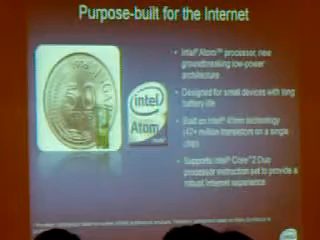 Purpose-built for the Internet
• Intel® Atom™ processor, new
groundbreaking low-power
architecture
• Designed for small devices with long
battery life
• Built on Intel® Atom technology
(47+ million transistors on a single
chip)
• Supports Intel® Core™2 Duo
processor instruction set to provide a
robust Internet experience
50
intel
Atom